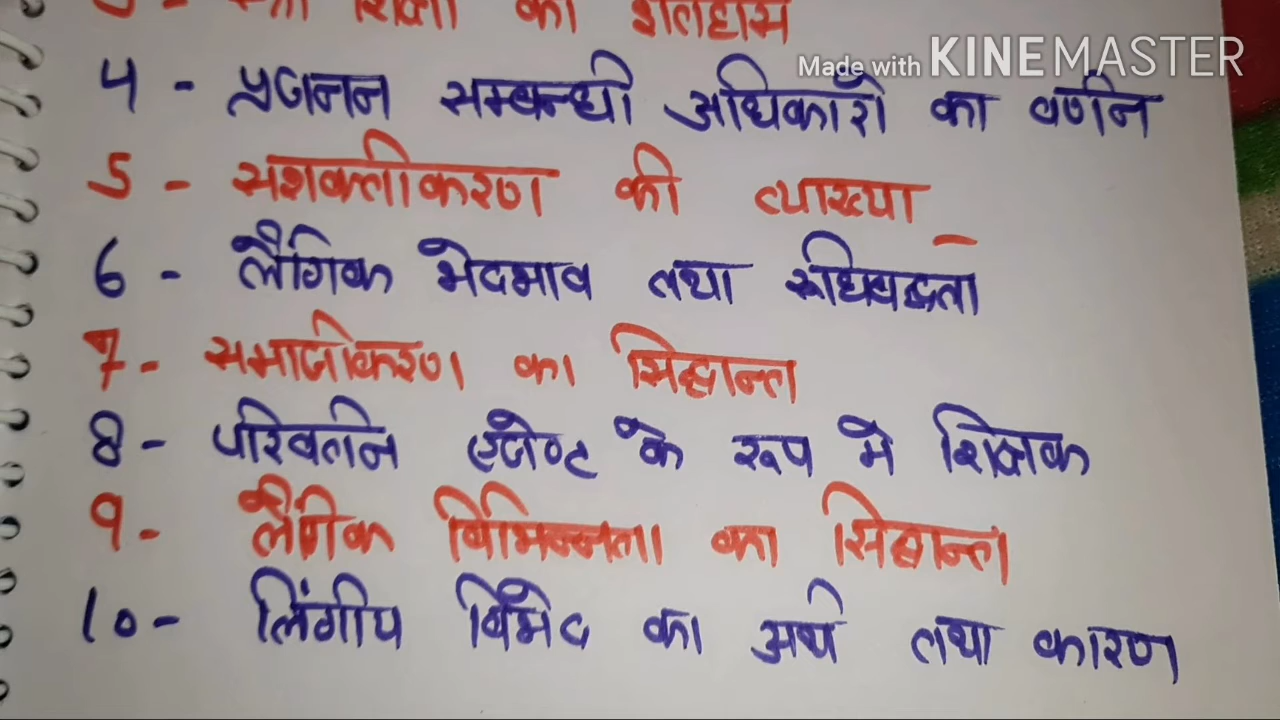 का इतिहास
Made with KINEMASTER
4 - प्रजनन सम्बन्धी अधिकारों का वर्णन
5 - सशक्तीकरण की व्याख्या
6 - लैंगिक भेदभाव तथा रूढिबद्धता
7 - समाजीकरण का सिद्धान्त
8 - परिवर्तन एजेण्ट के रूप मे शिक्षक
9 - लैंगिक विभिन्नता का सिद्धान्त
10 - लिंगीय विभेद का अर्थ तथा कारण